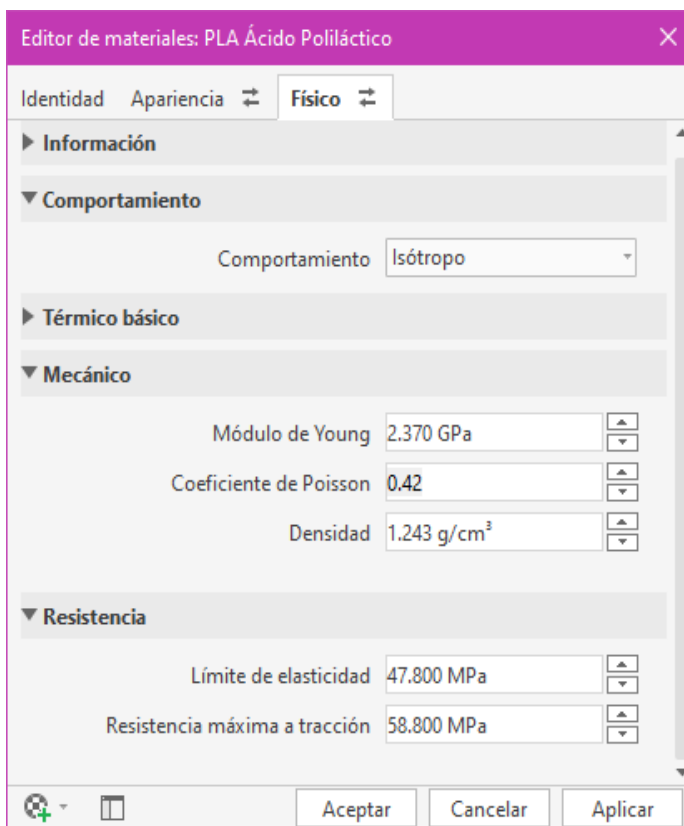 Editor de materiales: PLA Ácido Poliláctico
Identidad Apariencia Físico
Información
Comportamiento
Comportamiento Isótropo
Térmico básico
Mecánico
Módulo de Young 2.370 GPa
Coeficiente de Poisson 0.42
Densidad 1.243 g/cm³
Resistencia
Límite de elasticidad 47.800 MPa
Resistencia máxima a tracción 58.800 MPa
Aceptar Cancelar Aplicar